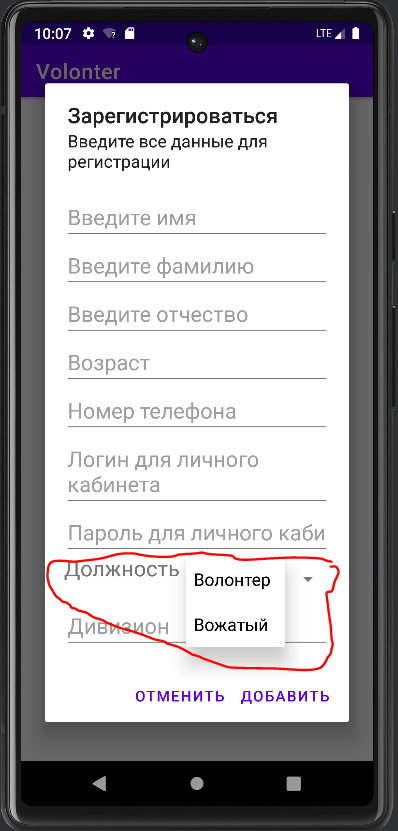 10:07
LTE
Volonter
Зарегистрироваться
Введите все данные для
регистрации
Введите имя
Введите фамилию
Введите отчество
Возраст
Номер телефона
Логин для личного
кабинета
Пароль для личного каби
Должность
Волонтер
Вожатый
Дивизион
ОТМЕНИТЬ ДОБАВИТЬ